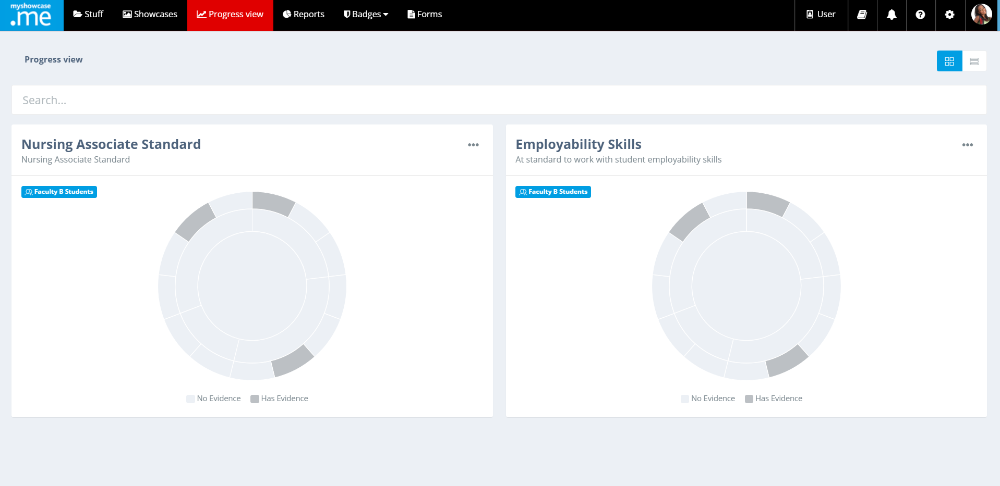 myshowcase
.me
Stuff
Showcases
Progress view
Reports
Badges
Forms
User
Progress view
Search...
Nursing Associate Standard
Nursing Associate Standard
Faculty B Students
No Evidence
Has Evidence
Employability Skills
At standard to work with student employability skills
Faculty B Students
No Evidence
Has Evidence